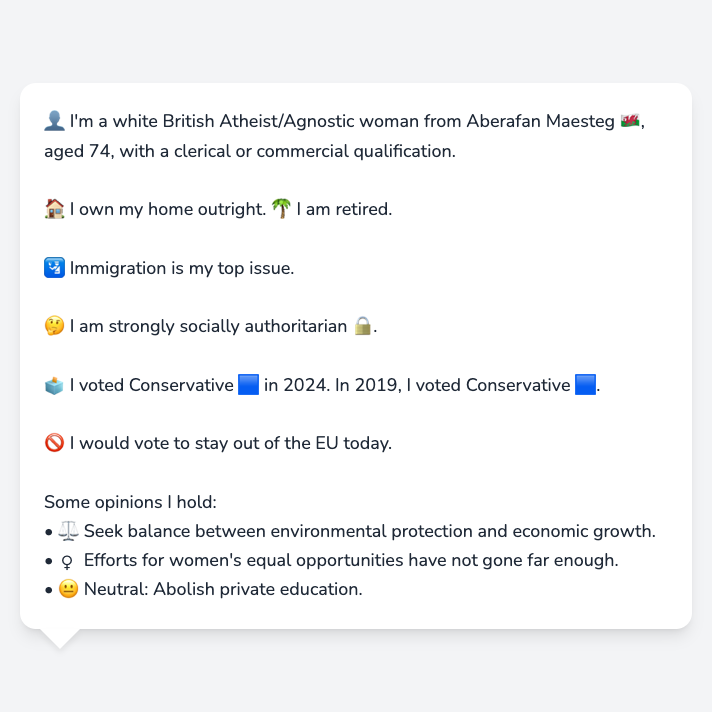 👤 I'm a white British Atheist/Agnostic woman from Aberafan Maesteg 🏴󠁧󠁢󠁷󠁬󠁳󠁿,
aged 74, with a clerical or commercial qualification.
🏠 I own my home outright. 🌴 I am retired.
🛂 Immigration is my top issue.
🤔 I am strongly socially authoritarian 🔒.
🗳️ I voted Conservative 🟦 in 2024. In 2019, I voted Conservative 🟦.
🚫 I would vote to stay out of the EU today.
Some opinions I hold:
• ⚖️ Seek balance between environmental protection and economic growth.
• ♀ Efforts for women's equal opportunities have not gone far enough.
• 😐 Neutral: Abolish private education.